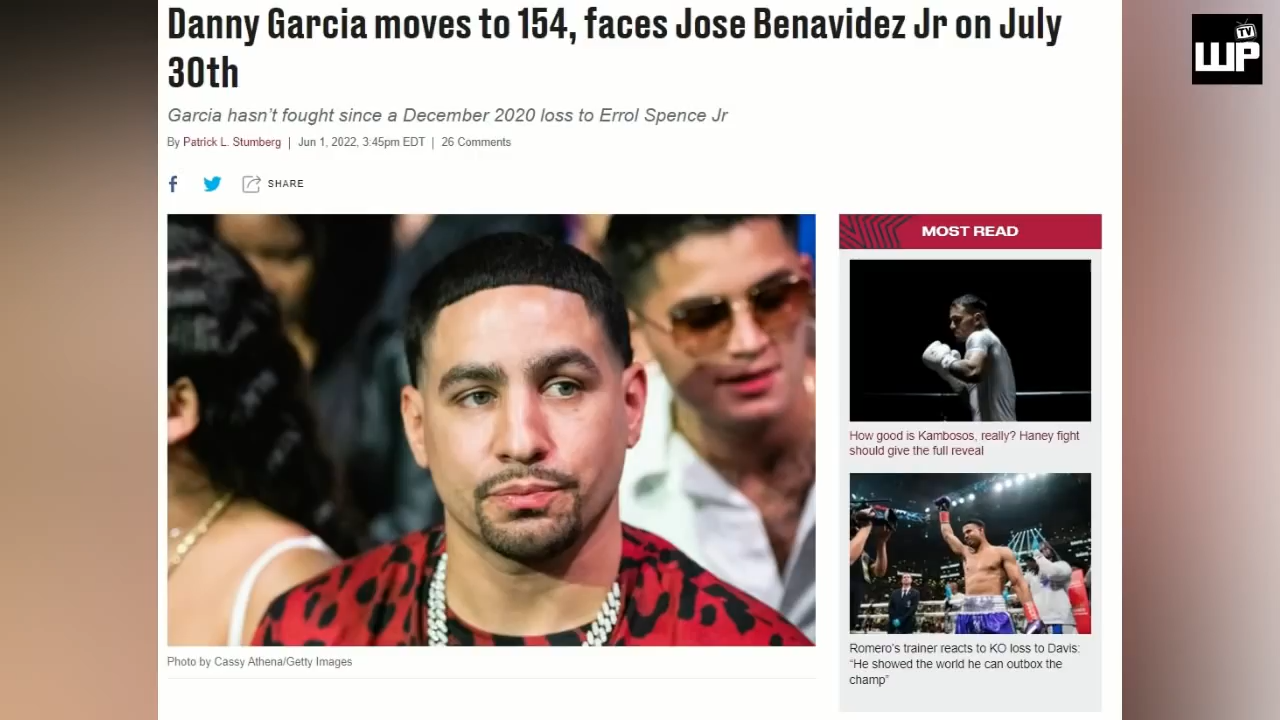 Danny Garcia moves to 154, faces Jose Benavidez Jr on July
30th
Garcia hasn't fought since a December 2020 loss to Errol Spence Jr
By Patrick L. Stumberg | Jun 1, 2022, 3:45pm EDT | 26 Comments
SHARE
Photo by Cassy Athena/Getty Images
MOST READ
How good is Kambosos, really? Haney fight
should give the full reveal
Romero's trainer reacts to KO loss to Davis:
“He showed the world he can outbox the
champ”
TV
WP